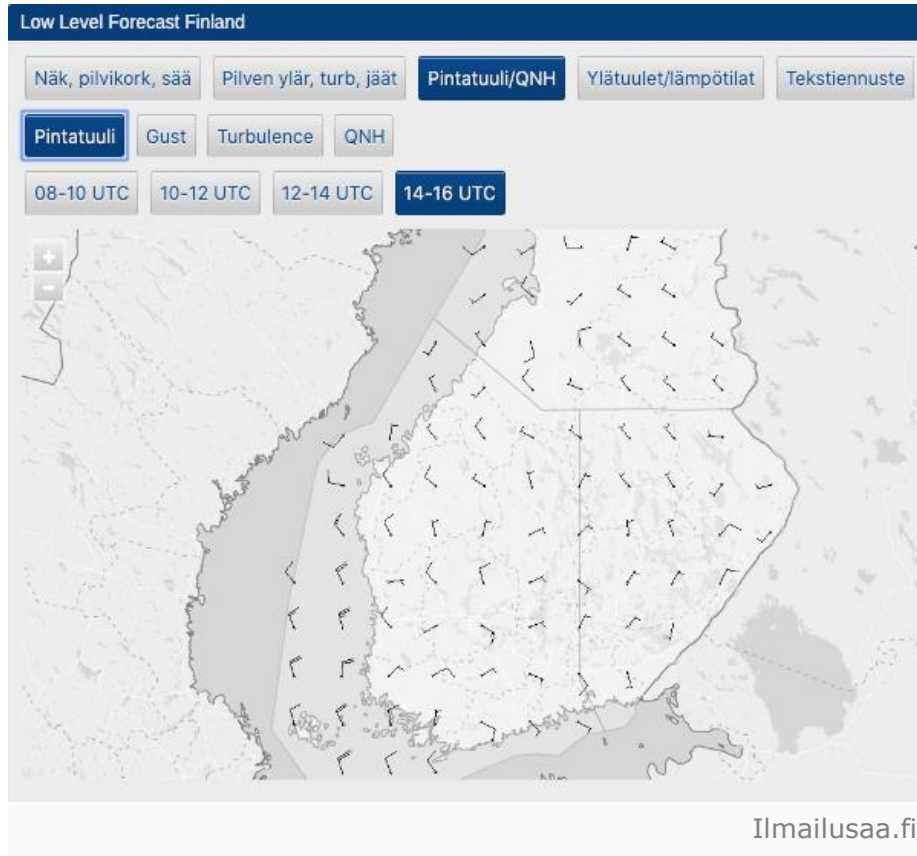 Low Level Forecast Finland
Näk, pilvikork, sää Pilven ylär, turb, jäät Pintatuuli/QNH Ylätuulet/lämpötilat Tekstiennuste
Pintatuuli Gust Turbulence QNH
08-10 UTC 10-12 UTC 12-14 UTC 14-16 UTC
+
−
Ilmailusaa.fi